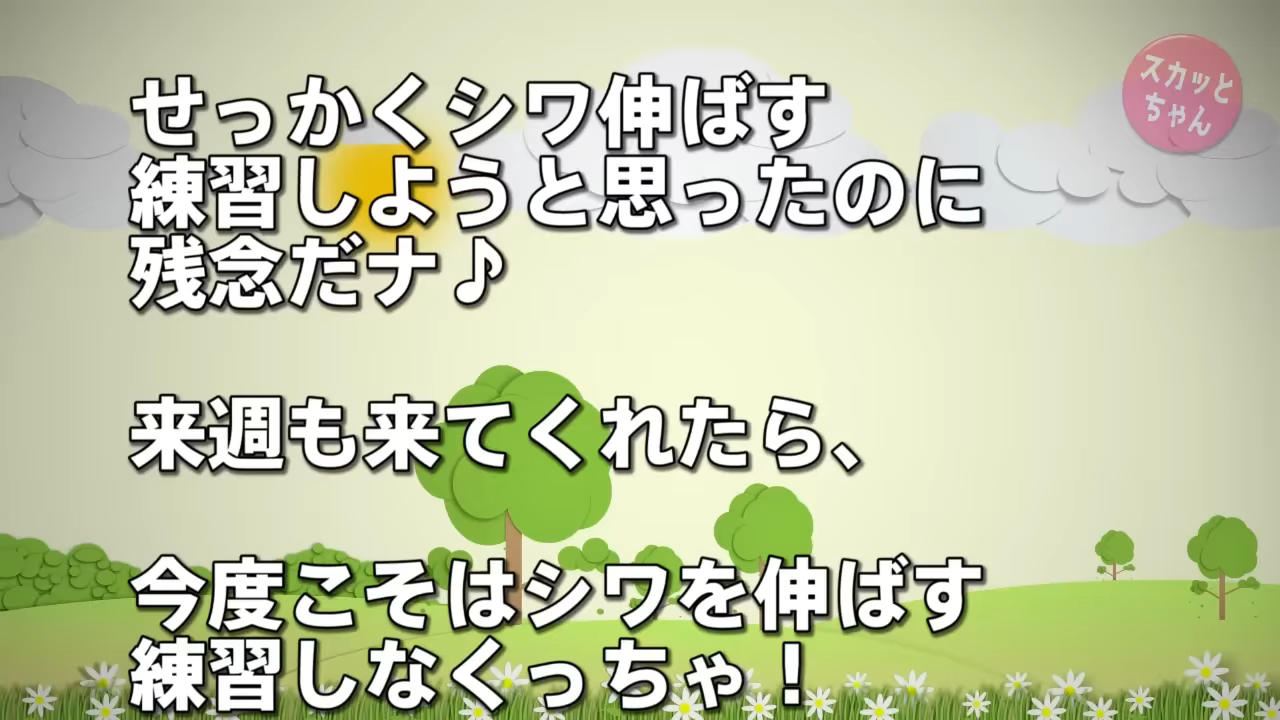 せっかくシワ伸ばす
練習しようと思ったのに
残念だナ♪
来週も来てくれたら、
今度こそはシワを伸ばす
練習しなくっちゃ！
スカッと
ちゃん